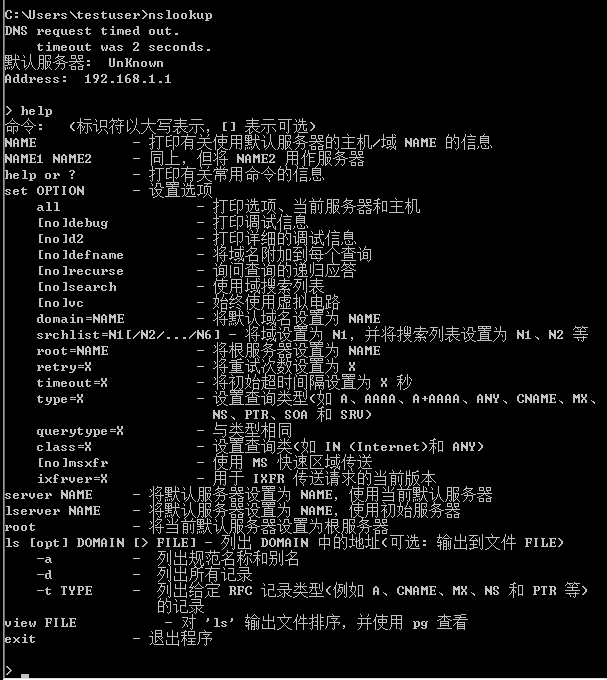 C:\Users\testuser>nslookup
DNS request timed out.
    timeout was 2 seconds.
默认服务器:  UnKnown
Address:  192.168.1.1

> help
命令:   (标识符以大写表示，[] 表示可选)
NAME            - 打印有关使用默认服务器的主机/域 NAME 的信息
NAME1 NAME2     - 同上，但将 NAME2 用作服务器
help or ?       - 打印有关常用命令的信息
set OPTION      - 设置选项
    all                 - 打印选项、当前服务器和主机
    [no]debug           - 打印调试信息
    [no]d2              - 打印详细的调试信息
    [no]defname         - 将域名附加到每个查询
    [no]recurse         - 询问查询的递归应答
    [no]search          - 使用域搜索列表
    [no]vc              - 始终使用虚拟电路
    domain=NAME         - 将默认域名设置为 NAME
    srchlist=N1[/N2/.../N6] - 将域设置为 N1，并将搜索列表设置为 N1、N2 等
    root=NAME           - 将根服务器设置为 NAME
    retry=X             - 将重试次数设置为 X
    timeout=X           - 将初始超时间隔设置为 X 秒
    type=X              - 设置查询类型(如 A、AAAA、A+AAAA、ANY、CNAME、MX、
                          NS、PTR、SOA 和 SRV)
    querytype=X         - 与类型相同
    class=X             - 设置查询类(如 IN (Internet)和 ANY)
    [no]msxfr           - 使用 MS 快速区域传送
    ixfrver=X           - 用于 IXFR 传送请求的当前版本
server NAME     - 将默认服务器设置为 NAME，使用当前默认服务器
lserver NAME    - 将默认服务器设置为 NAME，使用初始服务器
root            - 将当前默认服务器设置为根服务器
ls [opt] DOMAIN [> FILE] - 列出 DOMAIN 中的地址(可选: 输出到文件 FILE)
    -a          -  列出规范名称和别名
    -d          -  列出所有记录
    -t TYPE     -  列出给定 RFC 记录类型(例如 A、CNAME、MX、NS 和 PTR 等)
                   的记录
view FILE           - 对 'ls' 输出文件排序，并使用 pg 查看
exit            - 退出程序

>